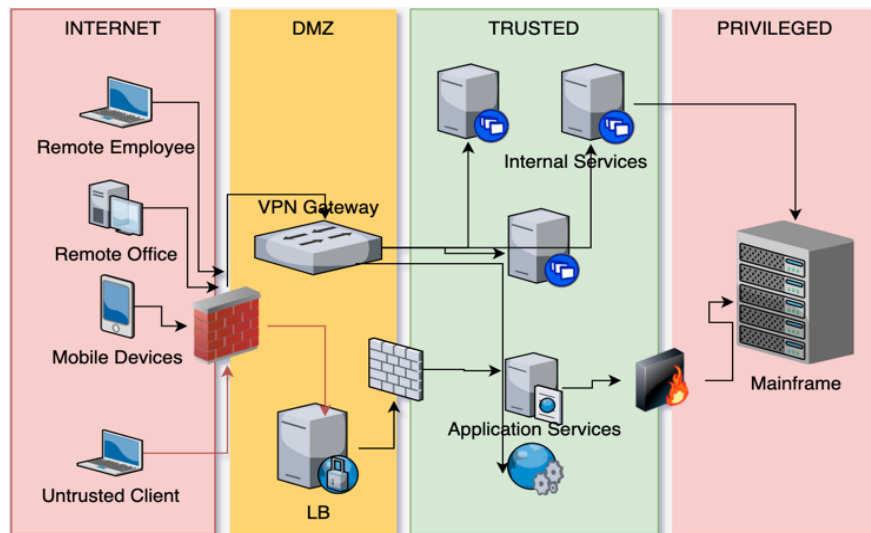 INTERNET
DMZ
TRUSTED
PRIVILEGED
Remote Employee
Internal Services
VPN Gateway
Remote Office
Mobile Devices
Mainframe
Application Services
Untrusted Client
LB